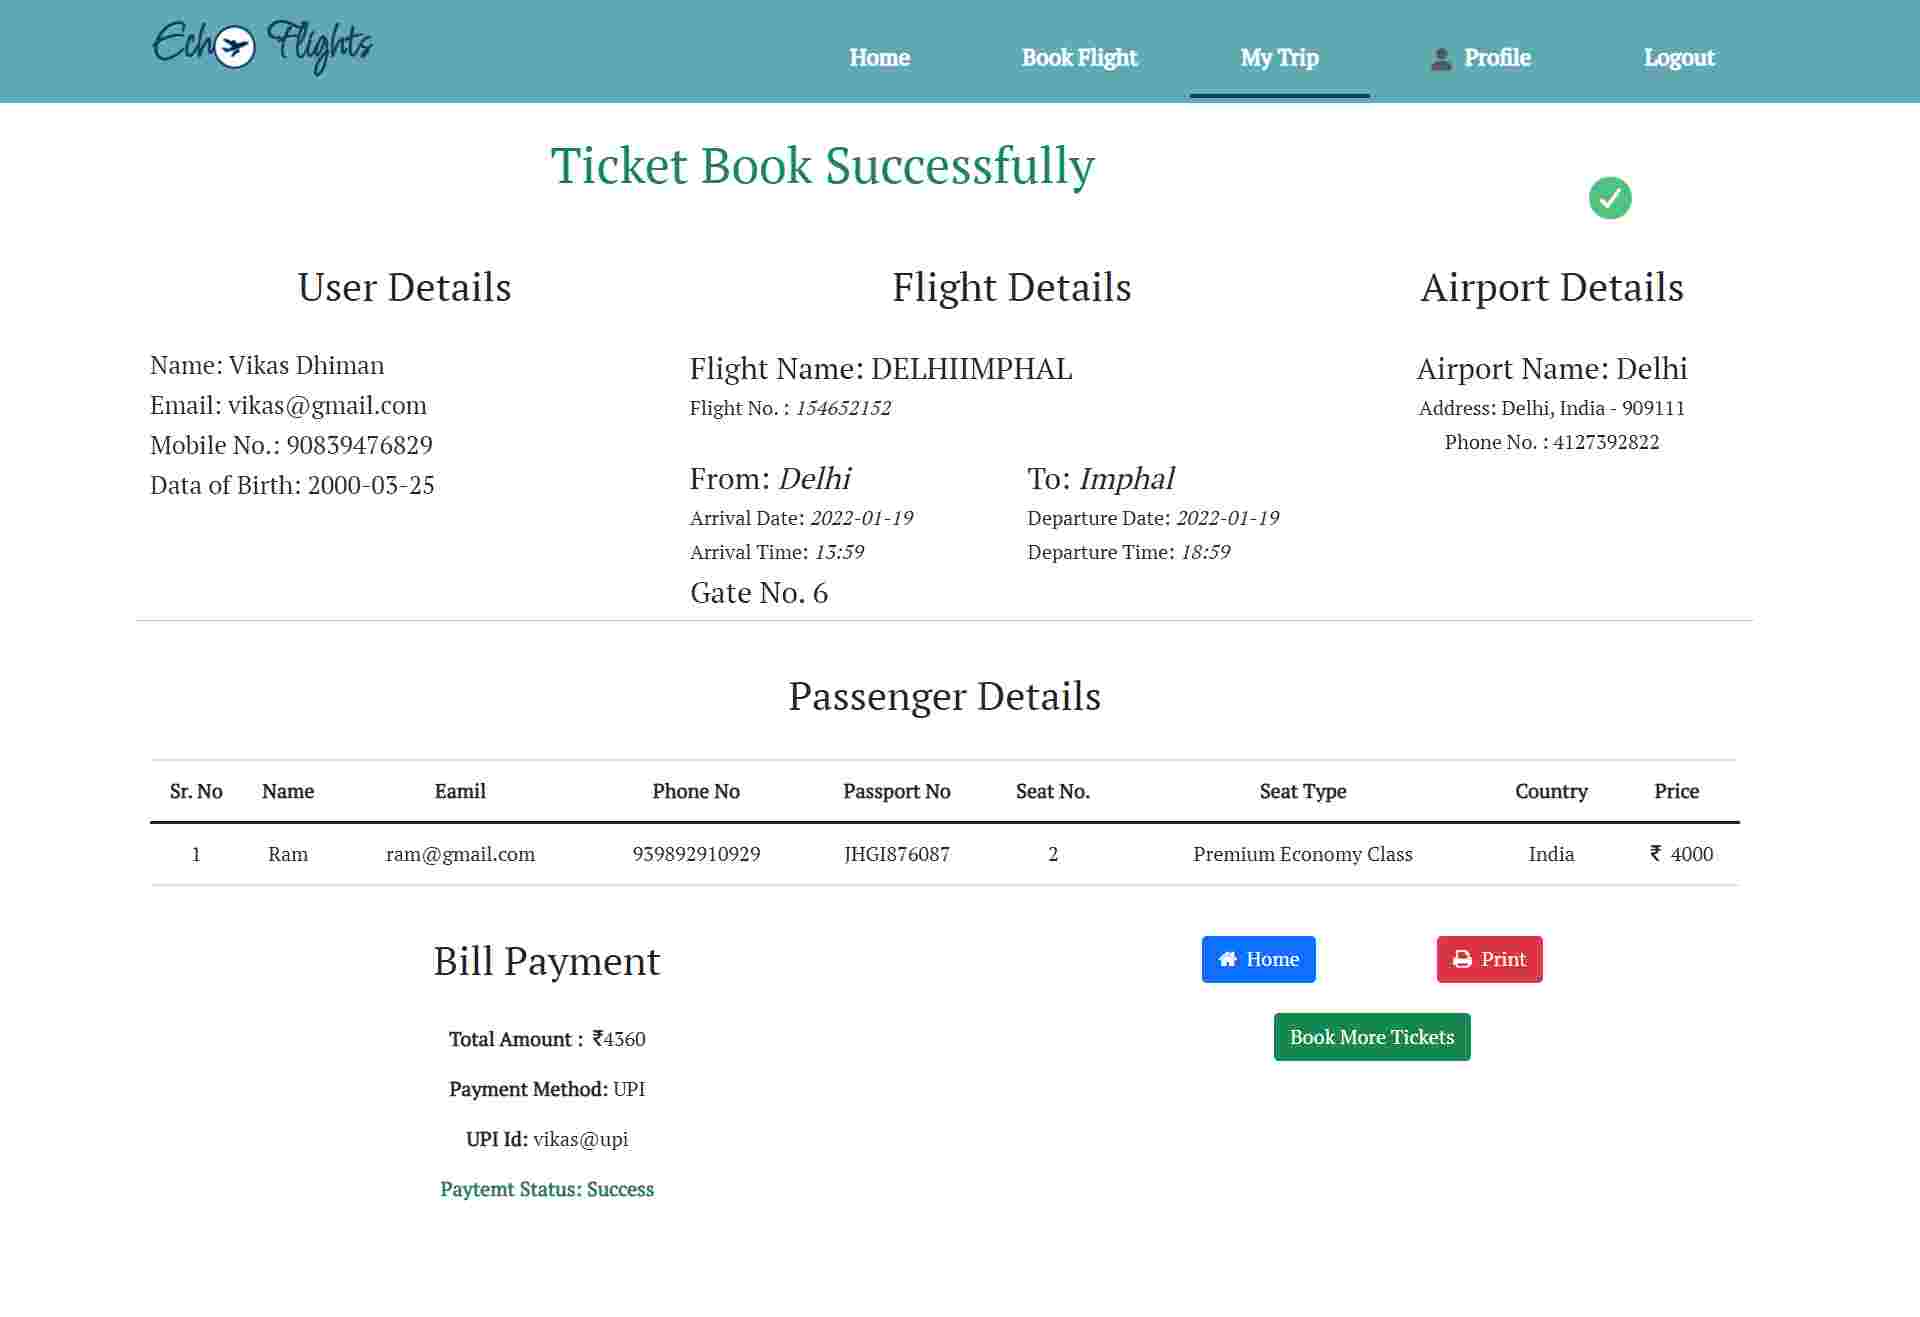 Echo Flights
Home Book Flight My Trip Profile Logout
Ticket Book Successfully
User Details
Name: Vikas Dhiman
Email: vikas@gmail.com
Mobile No.: 90839476829
Data of Birth: 2000-03-25
Flight Details
Flight Name: DELHIIMPHAL
Flight No. : 154652152
From: Delhi
Arrival Date: 2022-01-19
Arrival Time: 13:59
To: Imphal
Departure Date: 2022-01-19
Departure Time: 18:59
Gate No. 6
Airport Details
Airport Name: Delhi
Address: Delhi, India - 909111
Phone No. : 4127392822
Passenger Details
Sr. No Name Eamil Phone No Passport No Seat No. Seat Type Country Price
1 Ram ram@gmail.com 939892910929 JHGI876087 2 Premium Economy Class India ₹ 4000
Bill Payment
Total Amount : ₹4360
Payment Method: UPI
UPI Id: vikas@upi
Paytemt Status: Success
Home Print
Book More Tickets